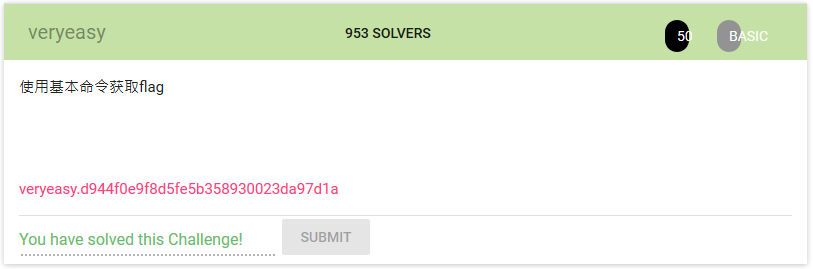 veryeasy 953 SOLVERS 50 BASIC
使用基本命令获取flag
veryeasy.d944f0e9f8d5fe5b358930023da97d1a
You have solved this Challenge! SUBMIT